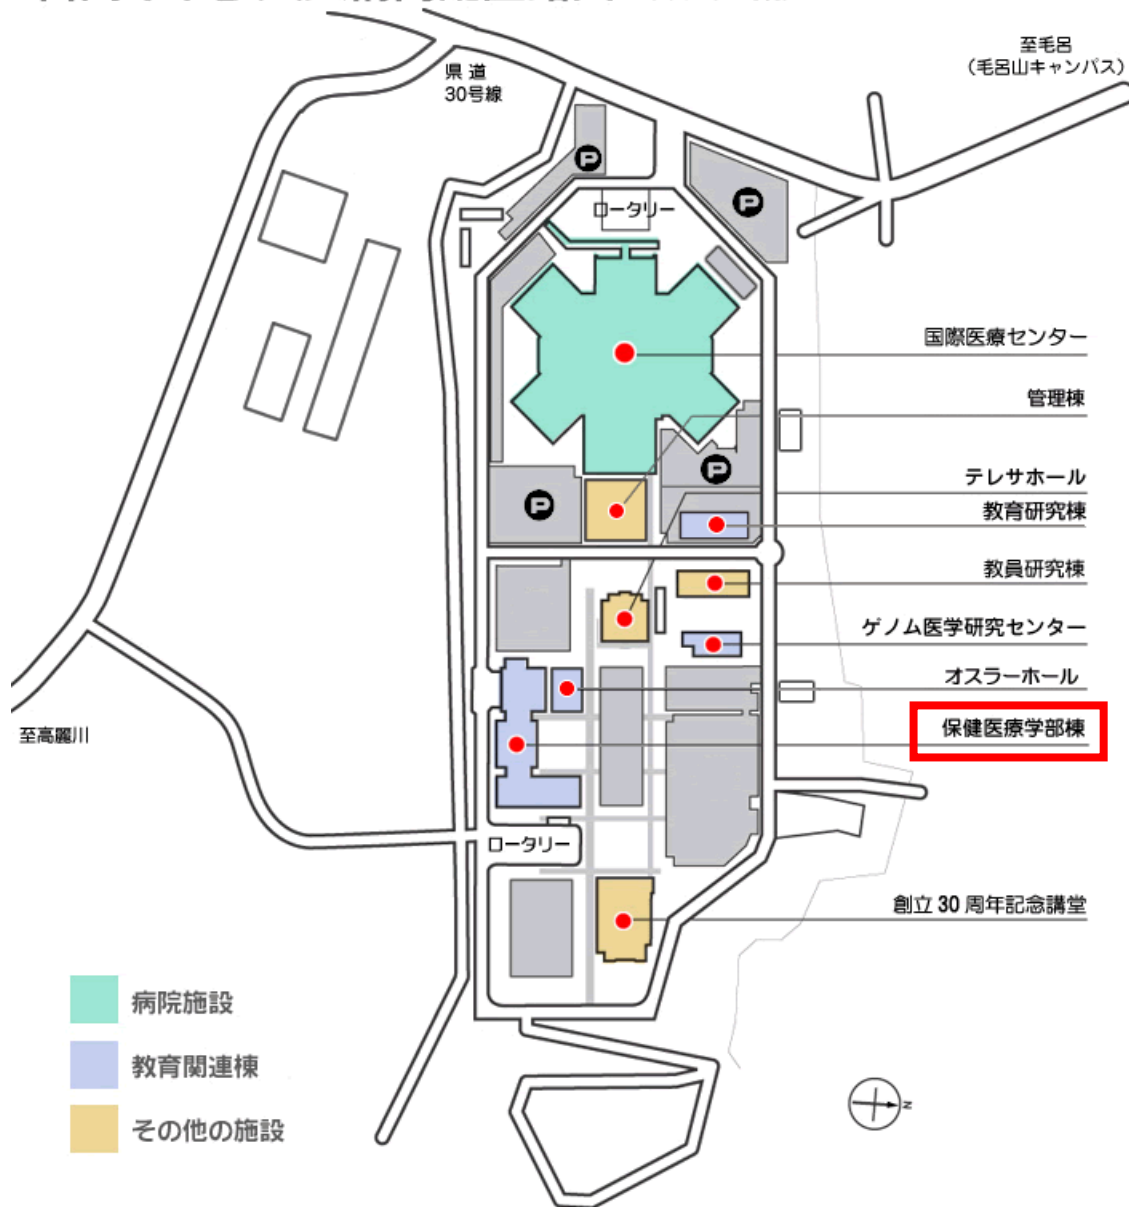 至毛呂
（毛呂山キャンパス）
県道
30号線
P
P
ロータリー
国際医療センター
管理棟
P
P
テレサホール
教育研究棟
教員研究棟
ゲノム医学研究センター
オスラーホール
保健医療学部棟
至高麗川
ロータリー
創立30周年記念講堂
病院施設
教育関連棟
その他の施設
N